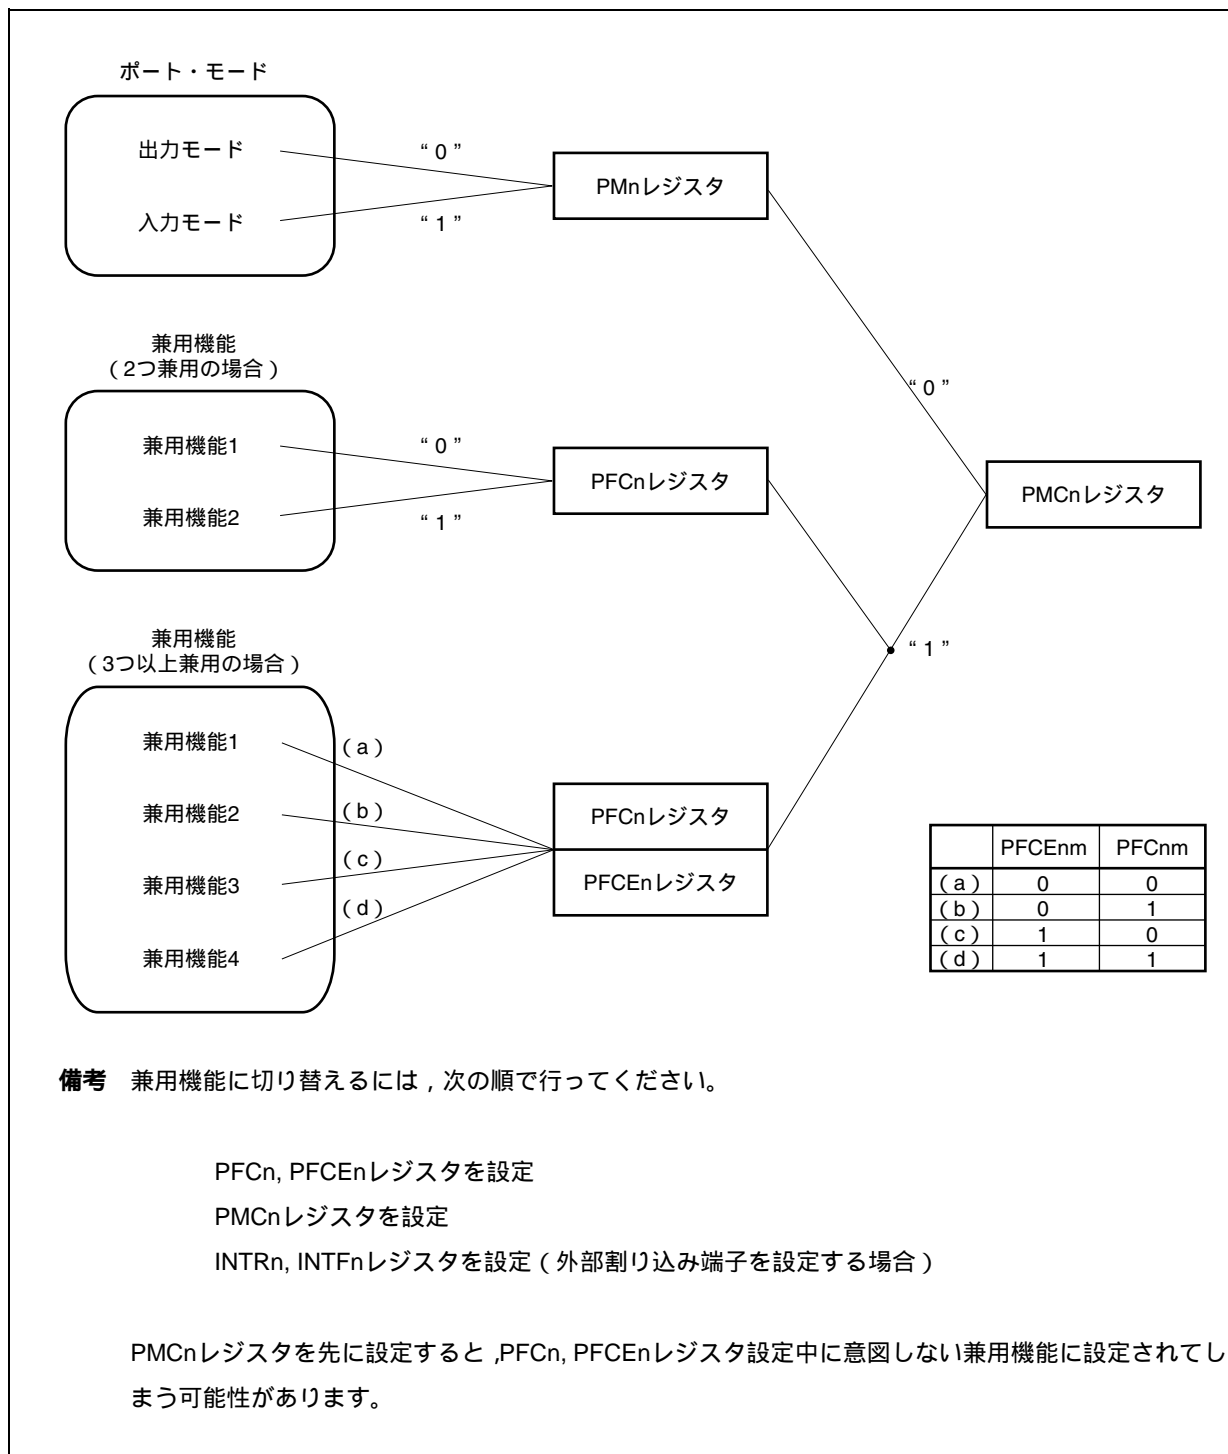 ポート・モード
出力モード
“ 0 ”
PMnレジスタ
入力モード
“ 1 ”
兼用機能
（2つ兼用の場合）
“ 0 ”
兼用機能1
“ 0 ”
PFCnレジスタ
PMCnレジスタ
兼用機能2
“ 1 ”
兼用機能
（3つ以上兼用の場合）
“ 1 ”
兼用機能1
（a）
兼用機能2
（b）
PFCnレジスタ
（c）
兼用機能3
PFCEnレジスタ
（d）
兼用機能4
PFCEnm PFCnm
（a） 0 0
（b） 0 1
（c） 1 0
（d） 1 1
備考 兼用機能に切り替えるには，次の順で行ってください。
PFCn, PFCEnレジスタを設定
PMCnレジスタを設定
INTRn, INTFnレジスタを設定（外部割り込み端子を設定する場合）
PMCnレジスタを先に設定すると，PFCn, PFCEnレジスタ設定中に意図しない兼用機能に設定されてし
まう可能性があります。